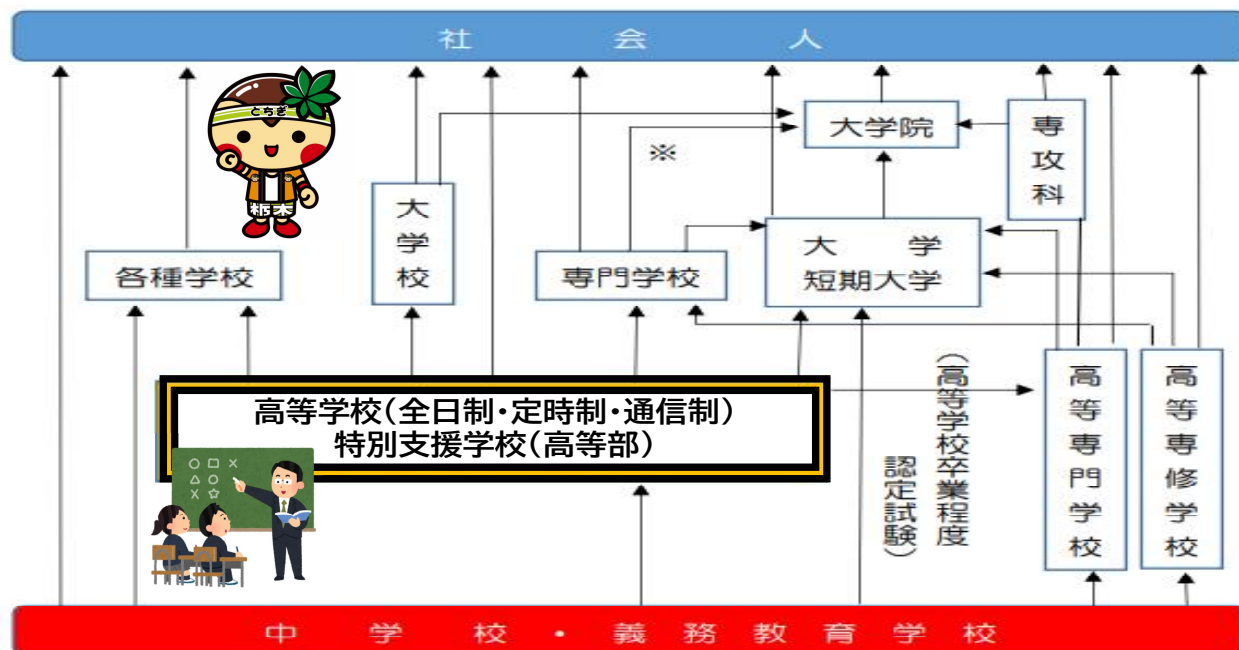 社会人
とちぎ
栃木
大学院
専攻科
※
大学校
各種学校
専門学校
大学
短期大学
高等学校(全日制・定時制・通信制)
特別支援学校(高等部)
(高等学校卒業程度
認定試験)
高等専門学校
高等専修学校
中学校・義務教育学校